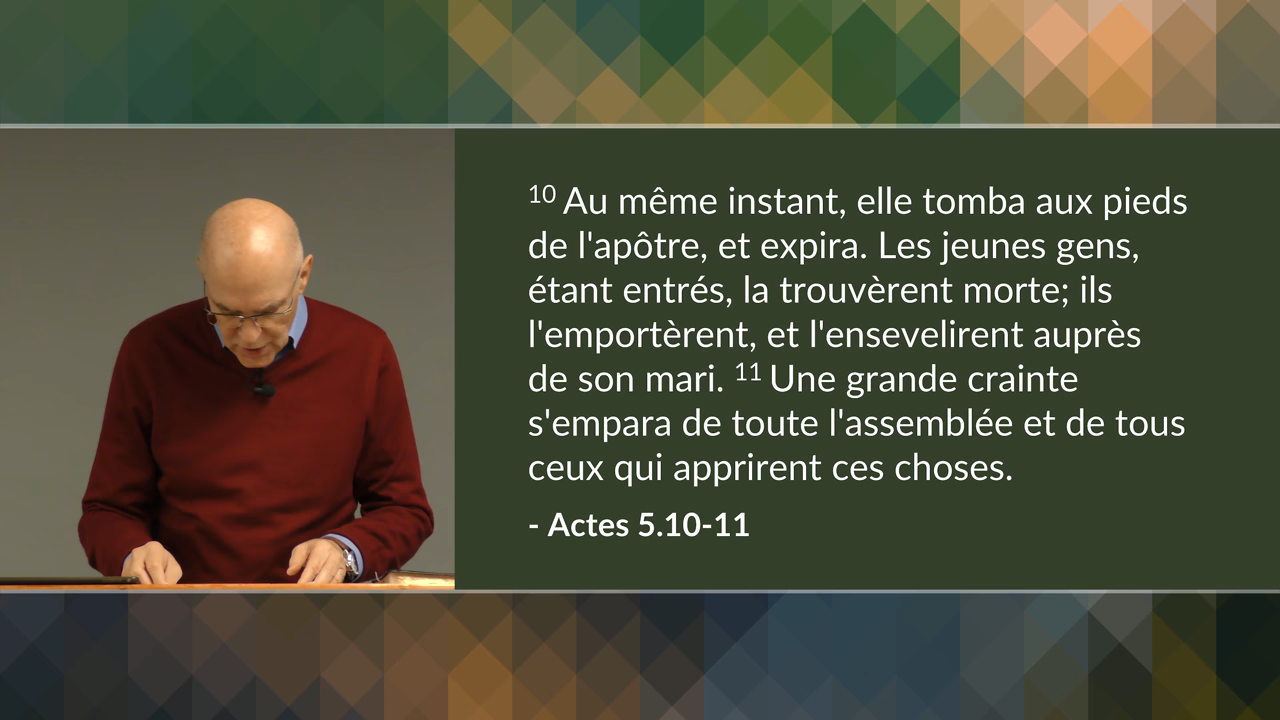 10 Au même instant, elle tomba aux pieds
de l'apôtre, et expira. Les jeunes gens,
étant entrés, la trouvèrent morte; ils
l'emportèrent, et l'ensevelirent auprès
de son mari. 11 Une grande crainte
s'empara de toute l'assemblée et de tous
ceux qui apprirent ces choses.
- Actes 5.10-11